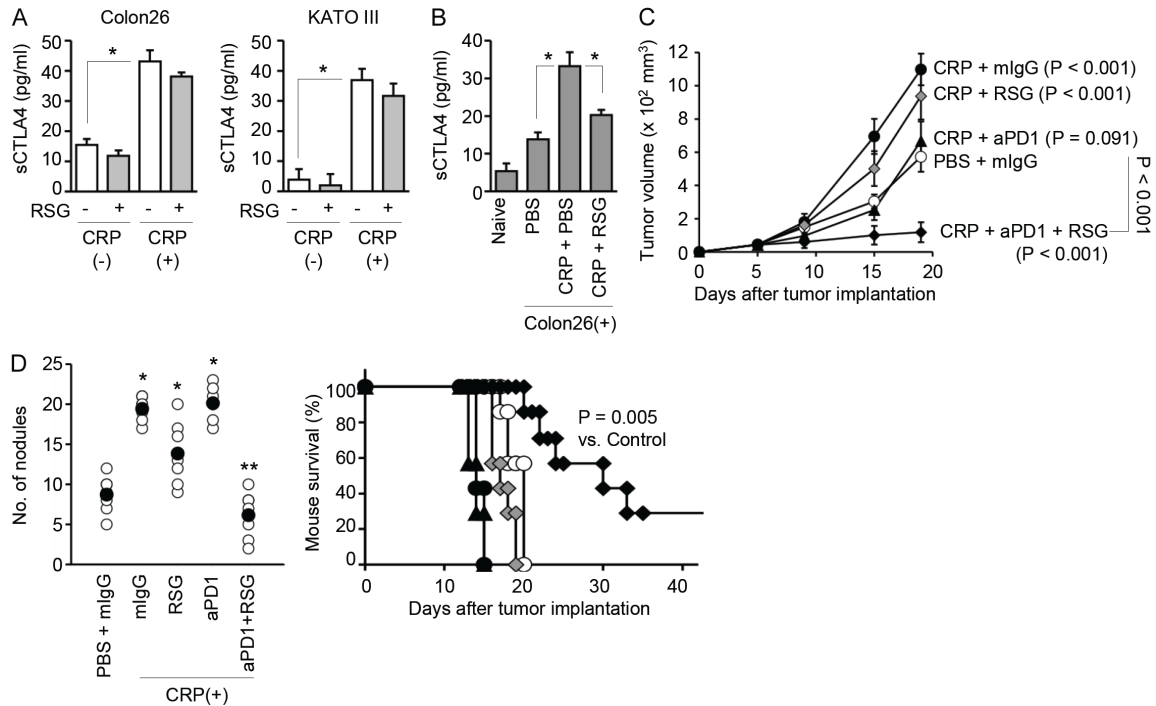 A
Colon26
sCTLA4 (pg/ml)
50
40
30
20
10
0
RSG - + - +
CRP (-)
CRP (+)
KATO III
sCTLA4 (pg/ml)
50
40
30
20
10
0
RSG - + - +
CRP (-)
CRP (+)
*
*
B
sCTLA4 (pg/ml)
40
30
20
10
0
* *
Naive
PBS
CRP + PBS
CRP + RSG
Colon26(+)
C
Tumor volume (x 10² mm³)
12
10
8
6
4
2
0
0 5 10 15 20
Days after tumor implantation
CRP + mIgG (P < 0.001)
CRP + RSG (P < 0.001)
CRP + aPD1 (P = 0.091)
PBS + mIgG
CRP + aPD1 + RSG
(P < 0.001)
P < 0.001
D
No. of nodules
25
20
15
10
5
0
*
*
*
**
PBS + mIgG
mIgG
RSG
aPD1
aPD1+RSG
CRP(+)
Mouse survival (%)
100
80
60
40
20
0
0 10 20 30 40
Days after tumor implantation
P = 0.005
vs. Control